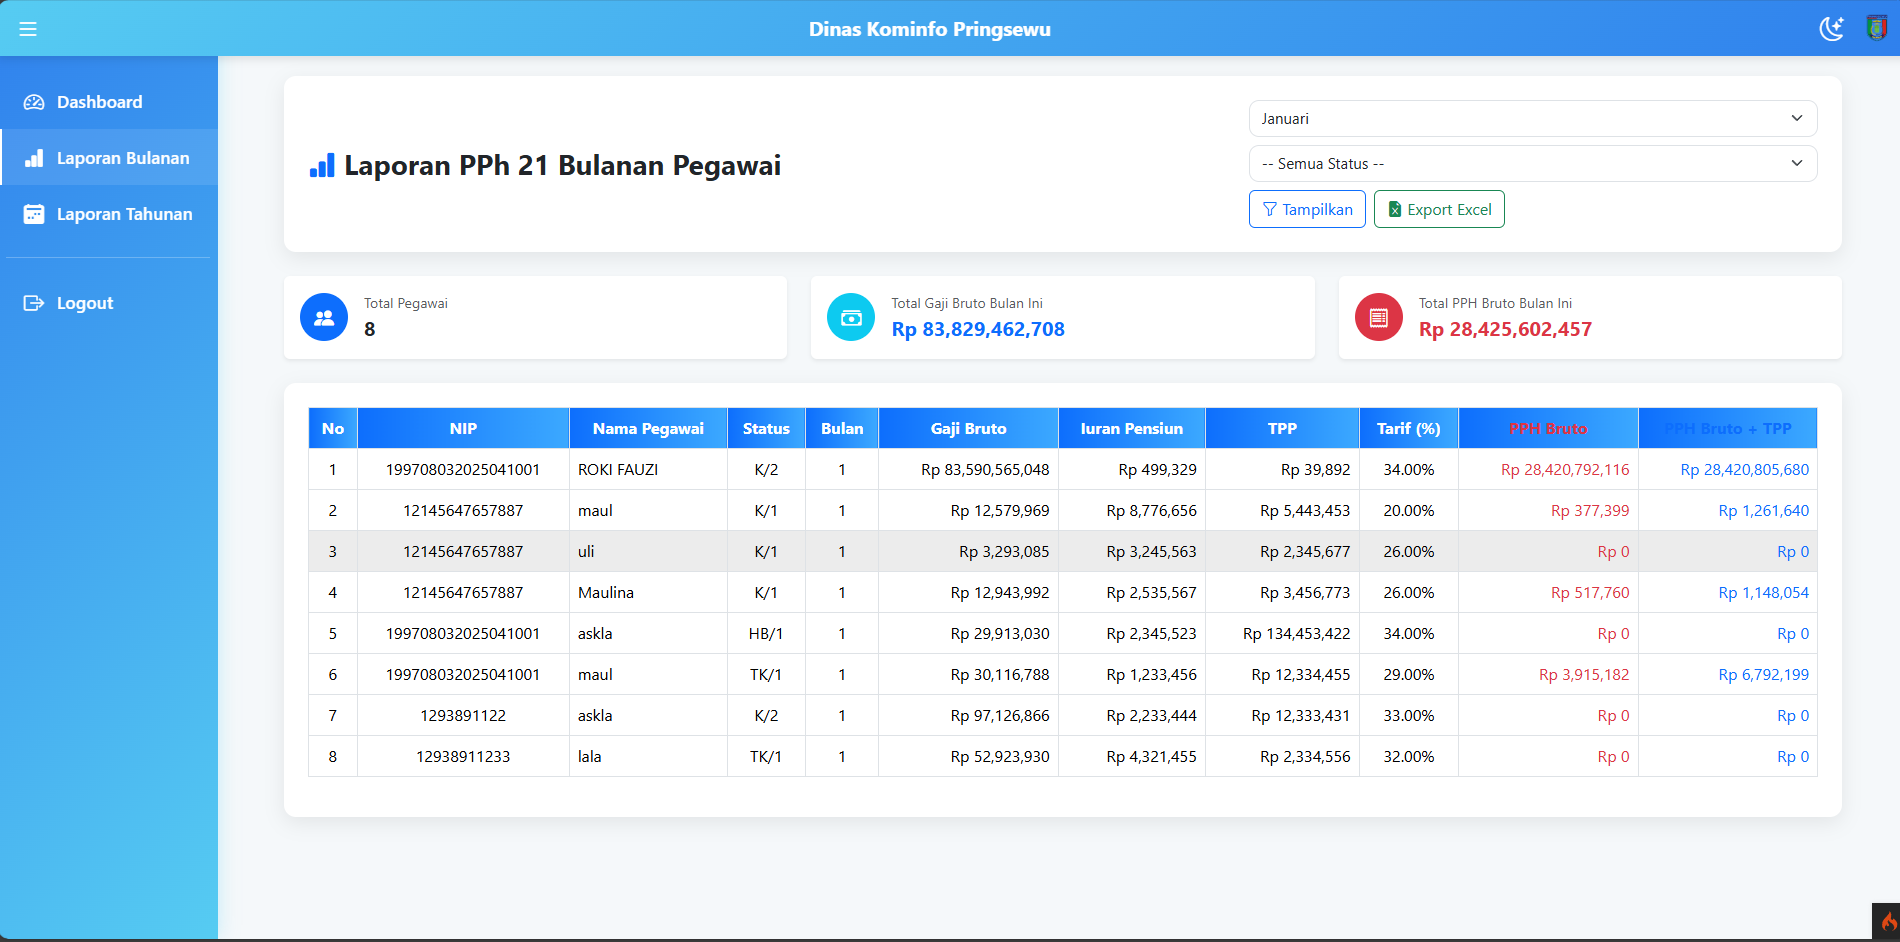 Dinas Kominfo Pringsewu
Dashboard
Laporan Bulanan
Laporan Tahunan
Logout
Laporan PPh 21 Bulanan Pegawai
Januari
-- Semua Status --
Tampilkan Export Excel
Total Pegawai
8
Total Gaji Bruto Bulan Ini
Rp 83,829,462,708
Total PPH Bruto Bulan Ini
Rp 28,425,602,457
No NIP Nama Pegawai Status Bulan Gaji Bruto Iuran Pensiun TPP Tarif (%) PPH Bruto PPH Bruto + TPP
1 199708032025041001 ROKI FAUZI K/2 1 Rp 83,590,565,048 Rp 499,329 Rp 39,892 34.00% Rp 28,420,792,116 Rp 28,420,805,680
2 12145647657887 maul K/1 1 Rp 12,579,969 Rp 8,776,656 Rp 5,443,453 20.00% Rp 377,399 Rp 1,261,640
3 12145647657887 uli K/1 1 Rp 3,293,085 Rp 3,245,563 Rp 2,345,677 26.00% Rp 0 Rp 0
4 12145647657887 Maulina K/1 1 Rp 12,943,992 Rp 2,535,567 Rp 3,456,773 26.00% Rp 517,760 Rp 1,148,054
5 199708032025041001 askla HB/1 1 Rp 29,913,030 Rp 2,345,523 Rp 134,453,422 34.00% Rp 0 Rp 0
6 199708032025041001 maul TK/1 1 Rp 30,116,788 Rp 1,233,456 Rp 12,334,455 29.00% Rp 3,915,182 Rp 6,792,199
7 1293891122 askla K/2 1 Rp 97,126,866 Rp 2,233,444 Rp 12,333,431 33.00% Rp 0 Rp 0
8 12938911233 lala TK/1 1 Rp 52,923,930 Rp 4,321,455 Rp 2,334,556 32.00% Rp 0 Rp 0